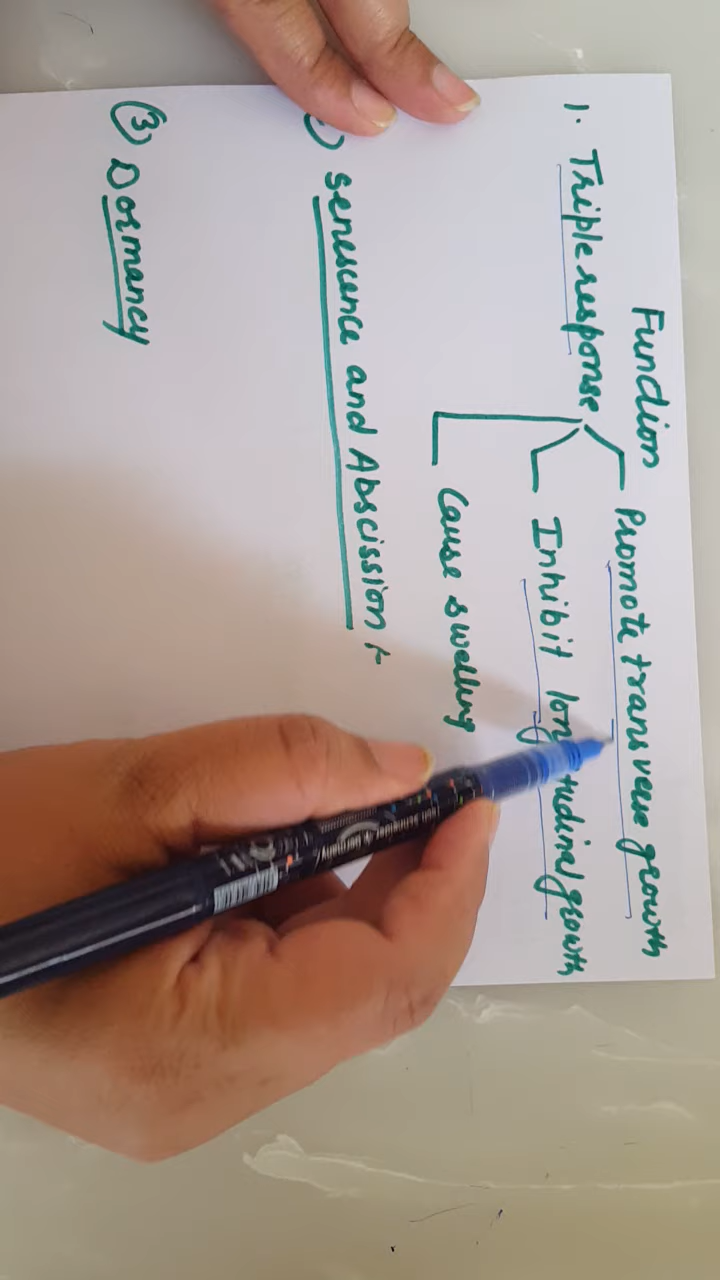 Function
1. Triple response
Promote transverse growth
Inhibit longitudinal growth
Cause swelling
senescence and Abscission :-
(3) Dormancy